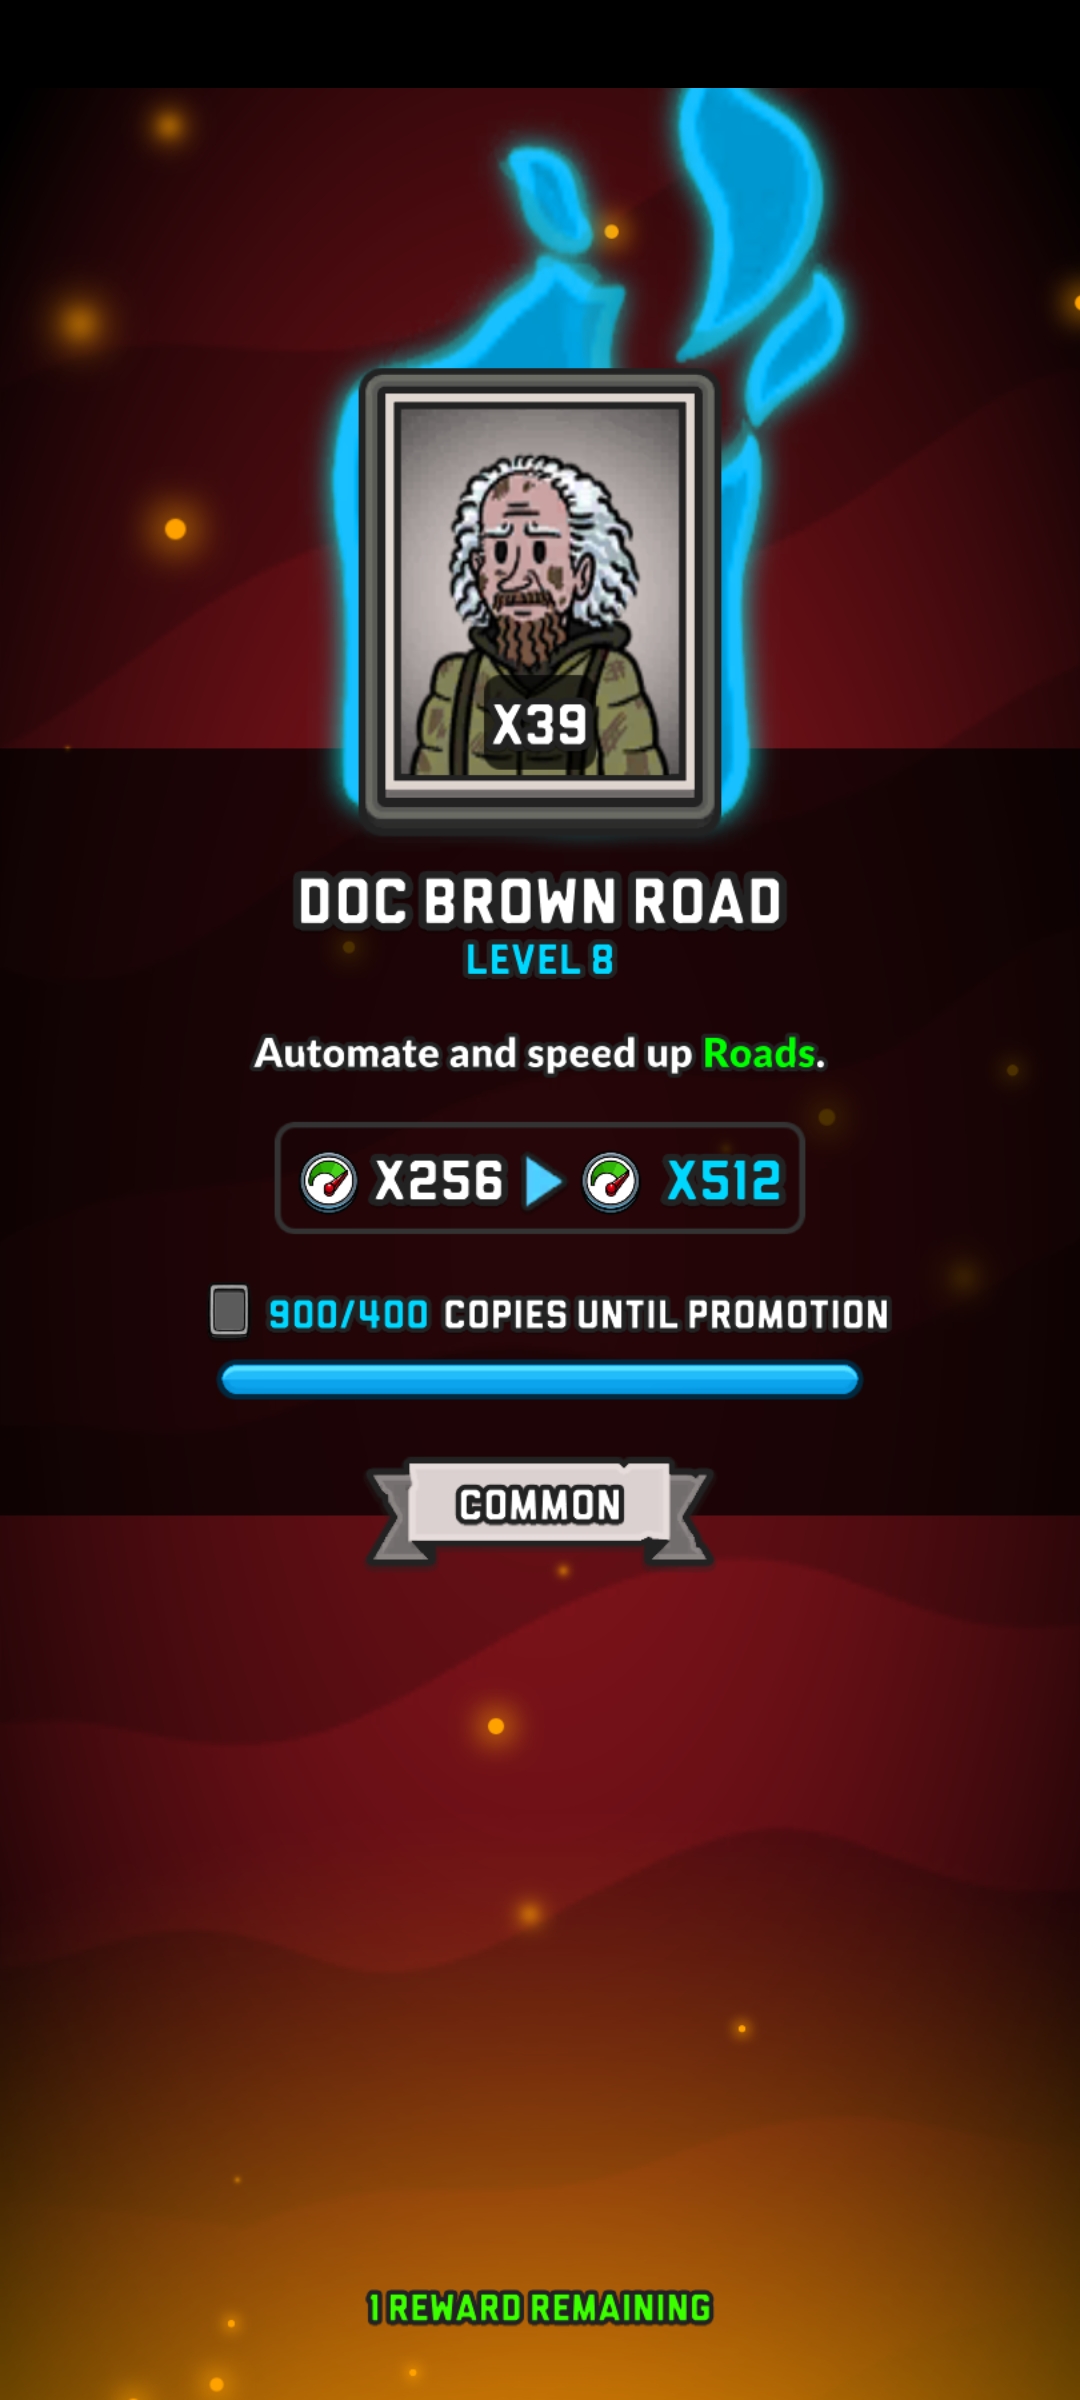 X39
DOC BROWN ROAD
LEVEL 8
Automate and speed up Roads.
X256 X512
900/400 COPIES UNTIL PROMOTION
COMMON
1 REWARD REMAINING